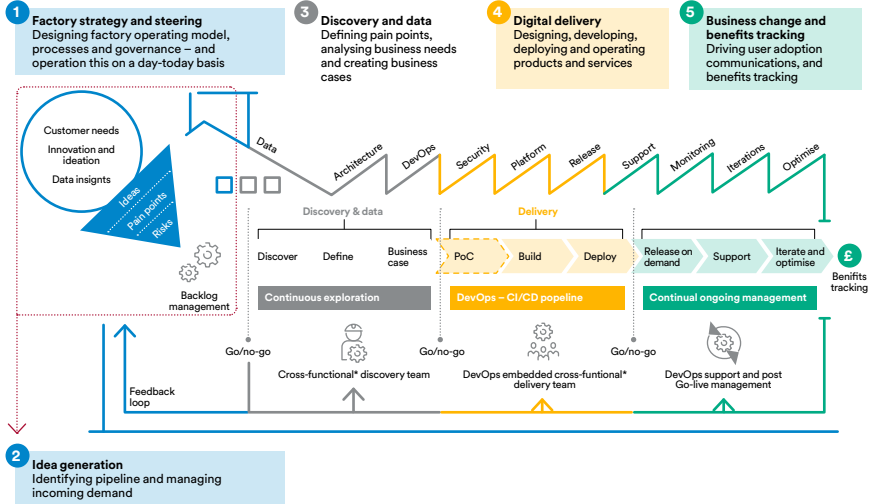 1
Factory strategy and steering
Designing factory operating model,
processes and governance – and
operation this on a day-today basis
3
Discovery and data
Defining pain points,
analysing business needs
and creating business
cases
4
Digital delivery
Designing, developing,
deploying and operating
products and services
5
Business change and
benefits tracking
Driving user adoption
communications, and
benefits tracking
Customer needs
Innovation and
ideation
Data insignts
Ideas
Pain points
Risks
Backlog
management
Data
Architecture
DevOps
Security
Platform
Release
Support
Monitoring
Iterations
Optimise
Discovery & data
Delivery
Discover
Define
Business
case
PoC
Build
Deploy
Release on
demand
Support
Iterate and
optimise
£
Benifits
tracking
Continuous exploration
DevOps – CI/CD popeline
Continual ongoing management
Go/no-go
Go/no-go
Go/no-go
Cross-functional* discovery team
DevOps embedded cross-funtional*
delivery team
DevOps support and post
Go-live management
Feedback
loop
2
Idea generation
Identifying pipeline and managing
incoming demand